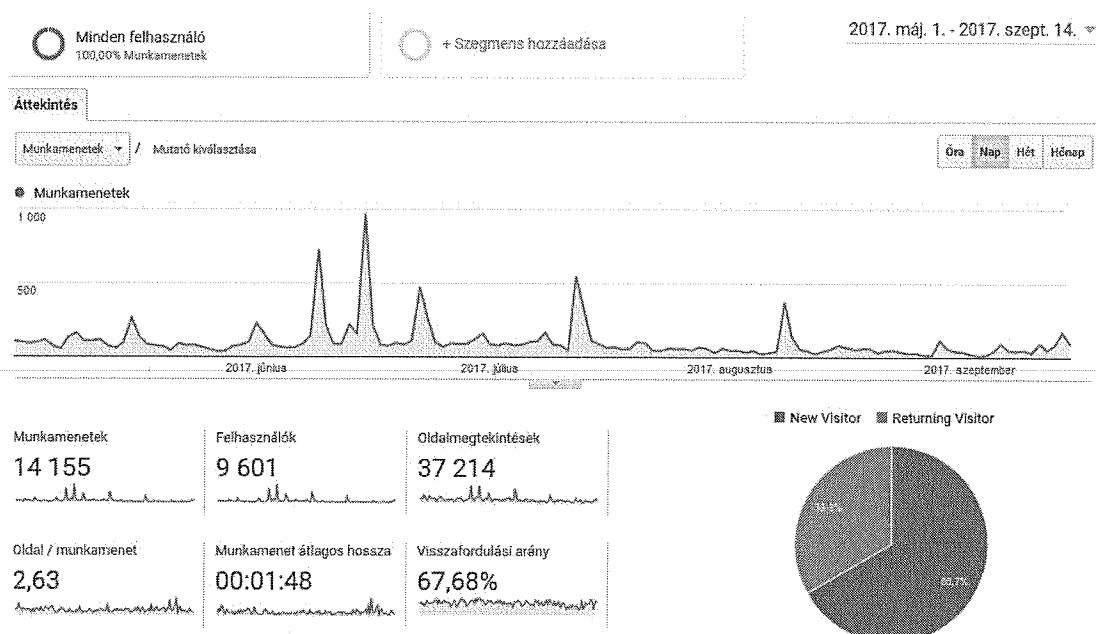 Minden felhasználó
100,00% Munkamenetek
+ Szegmens hozzáadása
2017. máj. 1. - 2017. szept. 14.
Áttekintés
Munkamenetek / Mutató kiválasztása
Óra Nap Hét Hónap
Munkamenetek
1 000
500
2017. június 2017. július 2017. augusztus 2017. szeptember
New Visitor Returning Visitor
Munkamenetek Felhasználók Oldalmegtekintések
14 155 9 601 37 214
Oldal / munkamenet Munkamenet átlagos hossza Visszafordulási arány
2,63 00:01:48 67,68%